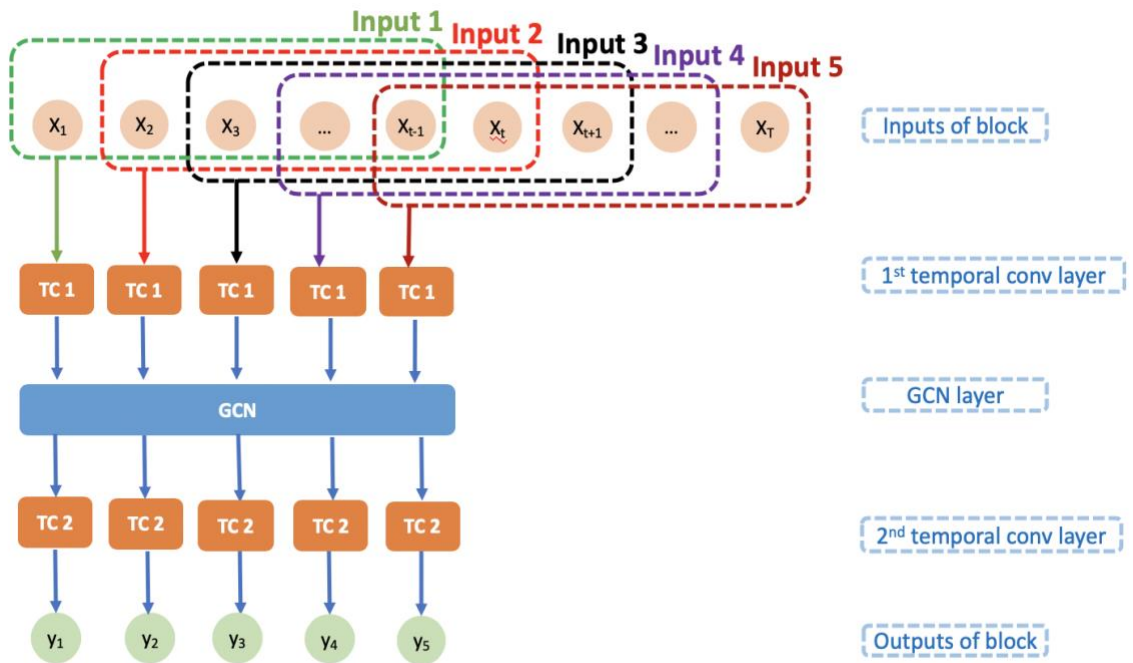 Input 1
Input 2
Input 3
Input 4
Input 5
X₁ X₂ X₃ ... Xₜ₋₁ Xₜ Xₜ₊₁ ... X_T
Inputs of block
TC 1 TC 1 TC 1 TC 1 TC 1
1ˢᵗ temporal conv layer
GCN
GCN layer
TC 2 TC 2 TC 2 TC 2 TC 2
2ⁿᵈ temporal conv layer
y₁ y₂ y₃ y₄ y₅
Outputs of block